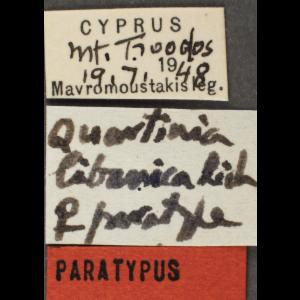 CYPRUS
Mt. Troodos
19.7.1948
Mavromoustakis leg.
Quartinia
libanica Rich
♀ paratype
PARATYPUS